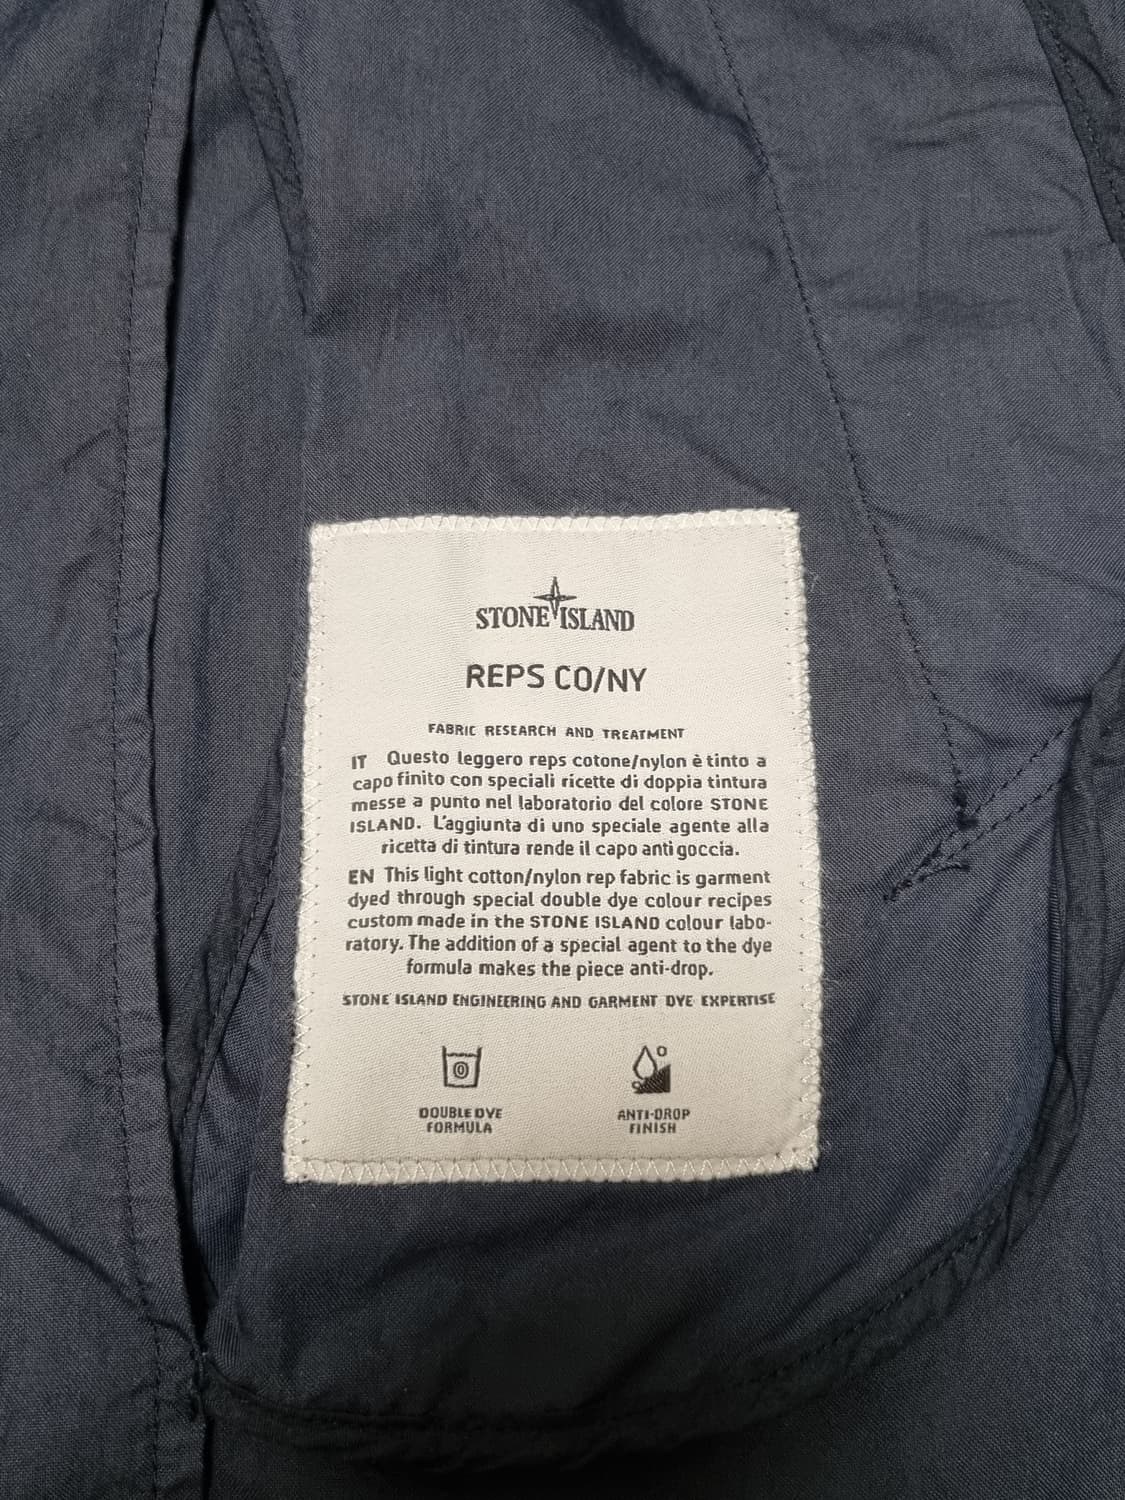 STONE ISLAND
REPS CO/NY
FABRIC RESEARCH AND TREATMENT
IT Questo leggero reps cotone/nylon è tinto a
capo finito con speciali ricette di doppia tintura
messe a punto nel laboratorio del colore STONE
ISLAND. L'aggiunta di uno speciale agente alla
ricetta di tintura rende il capo anti goccia.
EN This light cotton/nylon rep fabric is garment
dyed through special double dye colour recipes
custom made in the STONE ISLAND colour labo-
ratory. The addition of a special agent to the dye
formula makes the piece anti-drop.
STONE ISLAND ENGINEERING AND GARMENT DYE EXPERTISE
DOUBLE DYE
FORMULA
ANTI-DROP
FINISH